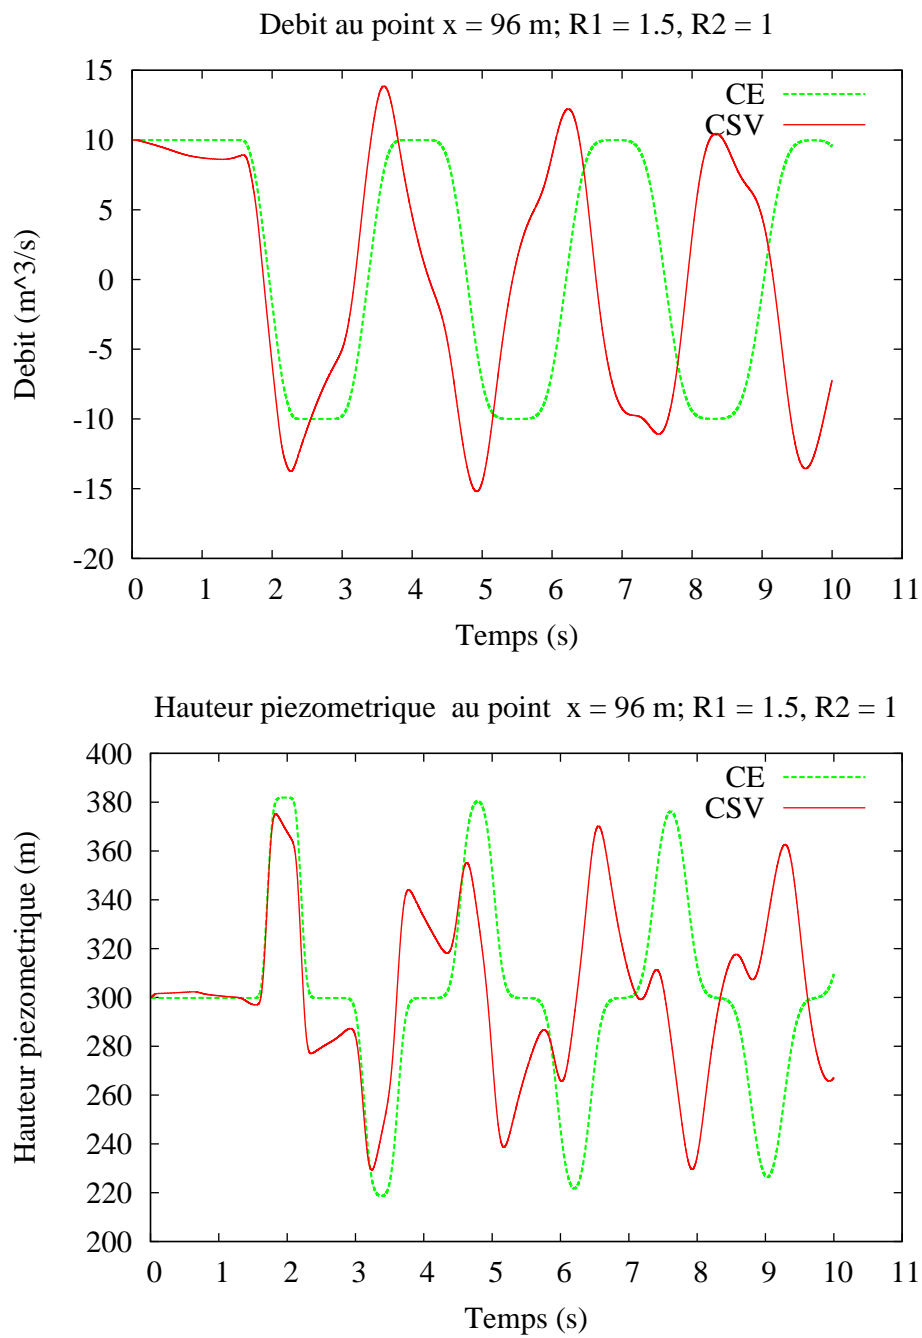 Debit au point x = 96 m; R1 = 1.5, R2 = 1
15
10
5
0
-5
-10
-15
-20
Debit (m^3/s)
CE
CSV
0 1 2 3 4 5 6 7 8 9 10 11
Temps (s)
Hauteur piezometrique au point x = 96 m; R1 = 1.5, R2 = 1
400
380
360
340
320
300
280
260
240
220
200
Hauteur piezometrique (m)
CE
CSV
0 1 2 3 4 5 6 7 8 9 10 11
Temps (s)